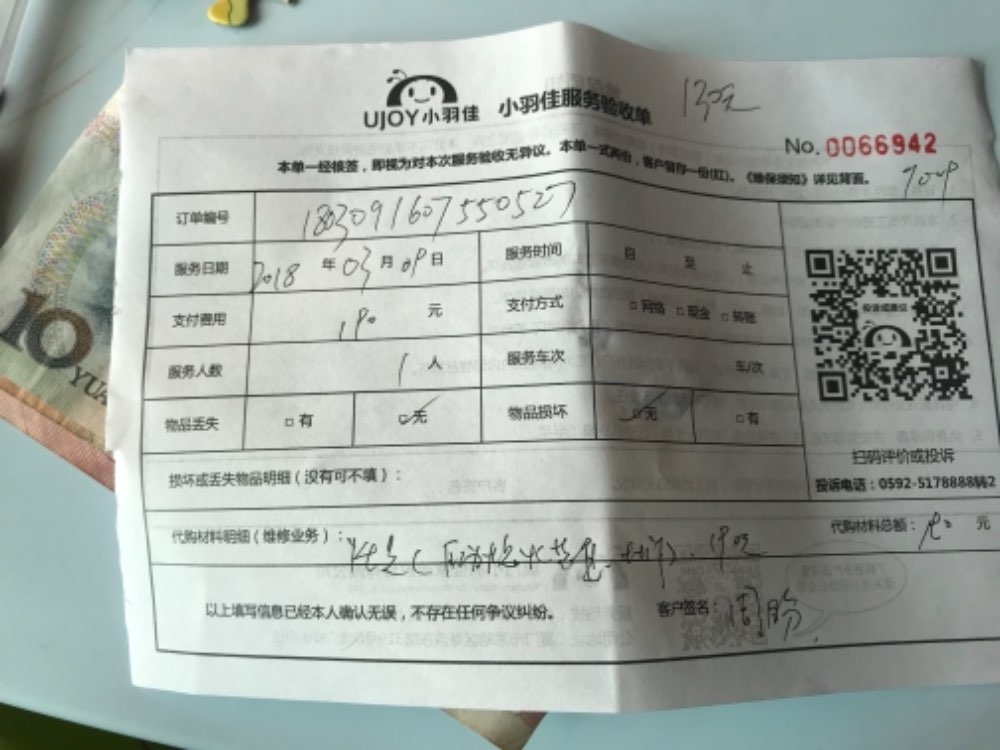 UJOY小羽佳 小羽佳服务验收单 130元
No. 0066942
本单一经核签，即视为对本次服务验收无异议。本单一式两份，客户留存一份(红)。《维保须知》详见背面。
订单编号 1803091607550527
服务日期 2018 年 03 月 09 日 服务时间 自 至 止
支付费用 190 元 支付方式 □网络 □现金 □转账
服务人数 1 人 服务车次 车/次
物品丢失 □有 ☑无 物品损坏 ☑无 □有
扫码评价或投诉
损坏或丢失物品明细（没有可不填）：
投诉电话：0592-5178888转2
代购材料明细（维修业务）：
代购材料总额： 元
以上填写信息已经本人确认无误，不存在任何争议纠纷。 客户签名：
10
YUA